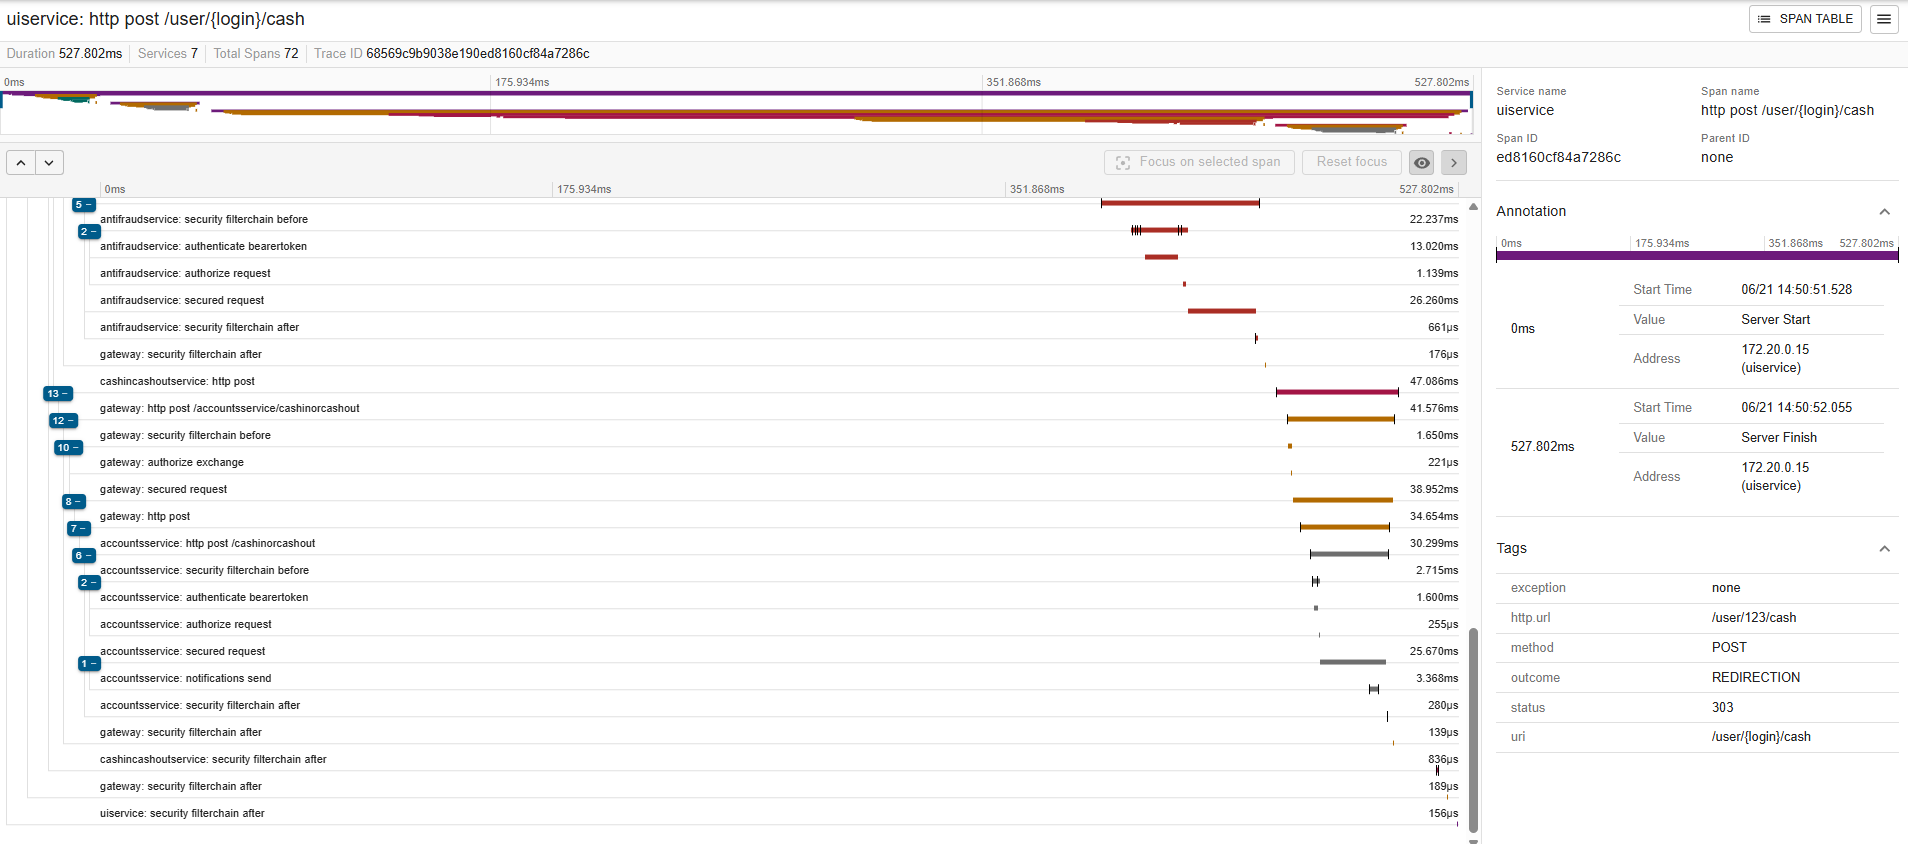 uiservice: http post /user/{login}/cash
SPAN TABLE
Duration 527.802ms Services 7 Total Spans 72 Trace ID 68569c9b9038e190ed8160cf84a7286c
0ms 175.934ms 351.868ms 527.802ms
Focus on selected span Reset focus
0ms 175.934ms 351.868ms 527.802ms
5 −
antifraudservice: security filterchain before 22.237ms
2 −
antifraudservice: authenticate bearertoken 13.020ms
antifraudservice: authorize request 1.139ms
antifraudservice: secured request 26.260ms
antifraudservice: security filterchain after 661μs
gateway: security filterchain after 176μs
cashincashoutservice: http post 47.086ms
13 −
gateway: http post /accountsservice/cashinorcashout 41.576ms
12 −
gateway: security filterchain before 1.650ms
10 −
gateway: authorize exchange 221μs
gateway: secured request 38.952ms
8 −
gateway: http post 34.654ms
7 −
accountsservice: http post /cashinorcashout 30.299ms
6 −
accountsservice: security filterchain before 2.715ms
2 −
accountsservice: authenticate bearertoken 1.600ms
accountsservice: authorize request 255μs
accountsservice: secured request 25.670ms
1 −
accountsservice: notifications send 3.368ms
accountsservice: security filterchain after 280μs
gateway: security filterchain after 139μs
cashincashoutservice: security filterchain after 836μs
gateway: security filterchain after 189μs
uiservice: security filterchain after 156μs
Service name Span name
uiservice http post /user/{login}/cash
Span ID Parent ID
ed8160cf84a7286c none
Annotation
0ms 175.934ms 351.868ms 527.802ms
0ms
Start Time 06/21 14:50:51.528
Value Server Start
Address 172.20.0.15
(uiservice)
527.802ms
Start Time 06/21 14:50:52.055
Value Server Finish
Address 172.20.0.15
(uiservice)
Tags
exception none
http.url /user/123/cash
method POST
outcome REDIRECTION
status 303
uri /user/{login}/cash